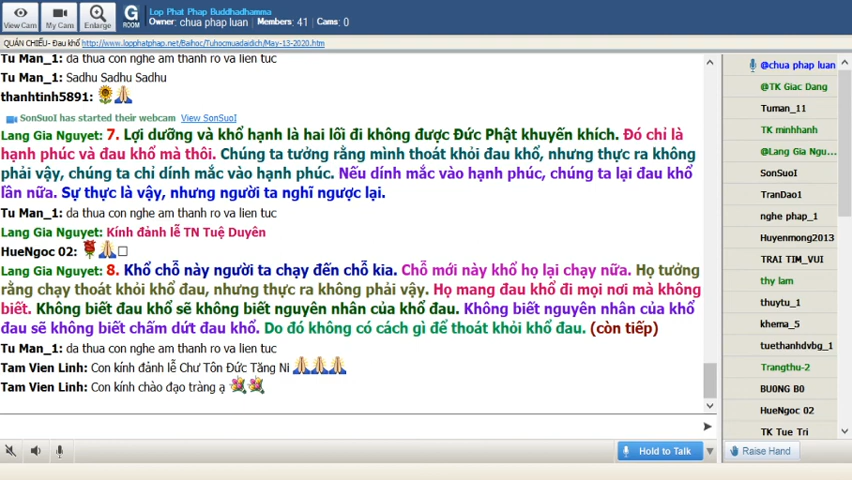 View Cam
My Cam
Enlarge
G
ROOM
Lop Phat Phap Buddhadhamma
Owner: chua phap luan Members: 41 Cams: 0
QUÁN CHIẾU- Đau khổ http://www.lopphatphap.net/Baihoc/Tuhocmuadaidich/May-13-2020.htm
Tu Man_1: da thua con nghe am thanh ro va lien tuc
Tu Man_1: Sadhu Sadhu Sadhu
thanhtinh5891:
SonSuoI has started their webcam View SonSuoI
Lang Gia Nguyet: 7. Lợi dưỡng và khổ hạnh là hai lối đi không được Đức Phật khuyến khích. Đó chỉ là
hạnh phúc và đau khổ mà thôi. Chúng ta tưởng rằng mình thoát khỏi đau khổ, nhưng thực ra không
phải vậy, chúng ta chỉ dính mắc vào hạnh phúc. Nếu dính mắc vào hạnh phúc, chúng ta lại đau khổ
lần nữa. Sự thực là vậy, nhưng người ta nghĩ ngược lại.
Tu Man_1: da thua con nghe am thanh ro va lien tuc
Lang Gia Nguyet: Kính đảnh lễ TN Tuệ Duyên
HueNgoc 02:
Lang Gia Nguyet: 8. Khổ chỗ này người ta chạy đến chỗ kia. Chỗ mới này khổ họ lại chạy nữa. Họ tưởng
rằng chạy thoát khỏi khổ đau, nhưng thực ra không phải vậy. Họ mang đau khổ đi mọi nơi mà không
biết. Không biết đau khổ sẽ không biết nguyên nhân của khổ đau. Không biết nguyên nhân của khổ
đau sẽ không biết chấm dứt đau khổ. Do đó không có cách gì để thoát khỏi khổ đau. (còn tiếp)
Tu Man_1: da thua con nghe am thanh ro va lien tuc
Tam Vien Linh: Con kính đảnh lễ Chư Tôn Đức Tăng Ni
Tam Vien Linh: Con kính chào đạo tràng ạ
Hold to Talk
@chua phap luan
@TK Giac Dang
Tuman_11
TK minhhanh
@Lang Gia Ngu...
SonSuoI
TranDao1
nghe phap_1
Huyenmong2013
TRAI TIM_VUI
thy lam
thuytu_1
khema_5
tuethanhdvbg_1
Trangthu-2
BU0NG B0
HueNgoc 02
TK Tue Tri
Raise Hand